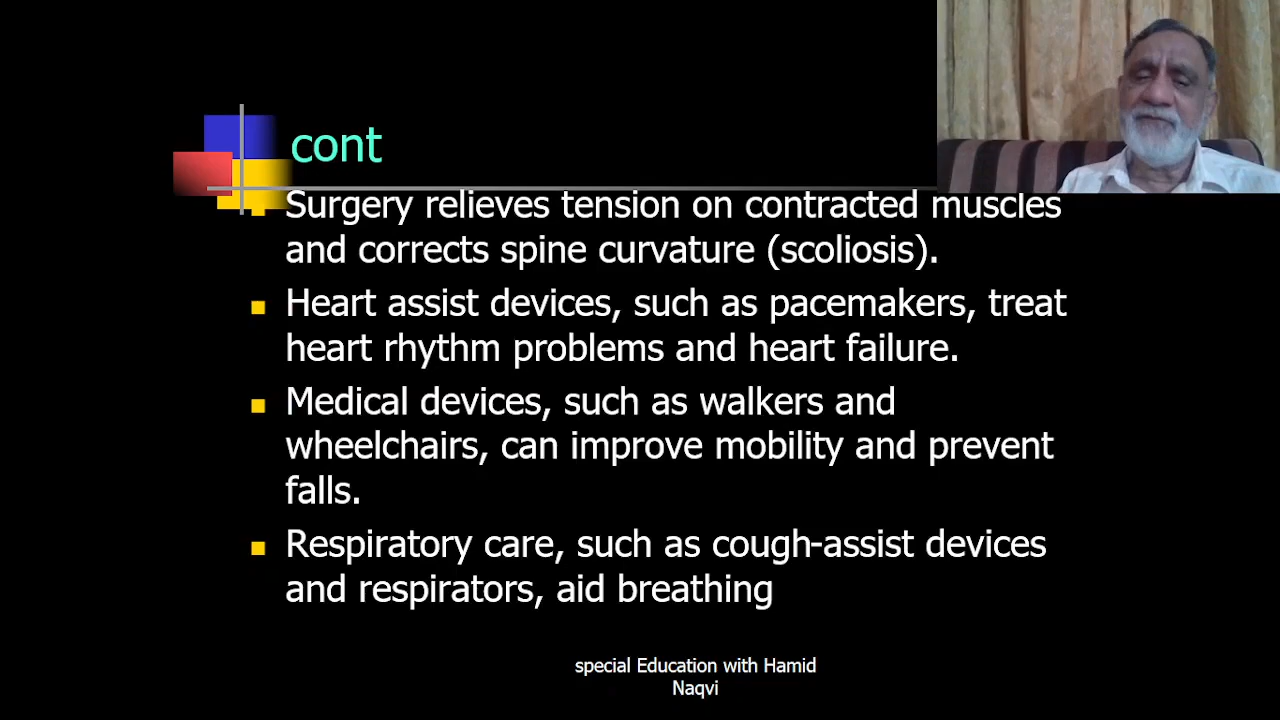 cont
Surgery relieves tension on contracted muscles
and corrects spine curvature (scoliosis).
Heart assist devices, such as pacemakers, treat
heart rhythm problems and heart failure.
Medical devices, such as walkers and
wheelchairs, can improve mobility and prevent
falls.
Respiratory care, such as cough-assist devices
and respirators, aid breathing
special Education with Hamid
Naqvi